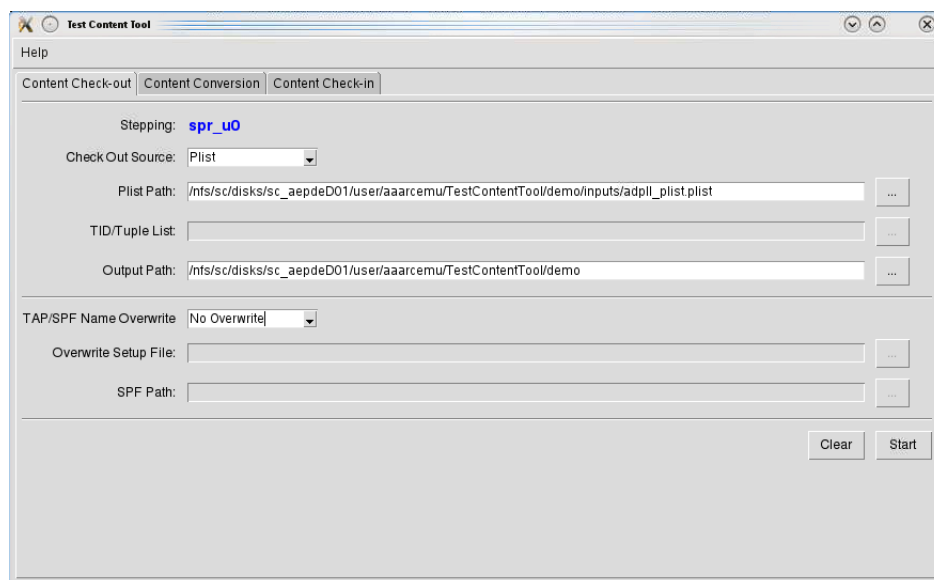 Test Content Tool
Help
Content Check-out Content Conversion Content Check-in
Stepping: spr_u0
Check Out Source: Plist
Plist Path: /nfs/sc/disks/sc_aepdeD01/user/aaarcemu/TestContentTool/demo/inputs/adpll_plist.plist ...
TID/Tuple List: ...
Output Path: /nfs/sc/disks/sc_aepdeD01/user/aaarcemu/TestContentTool/demo ...
TAP/SPF Name Overwrite No Overwrite
Overwrite Setup File: ...
SPF Path: ...
Clear Start